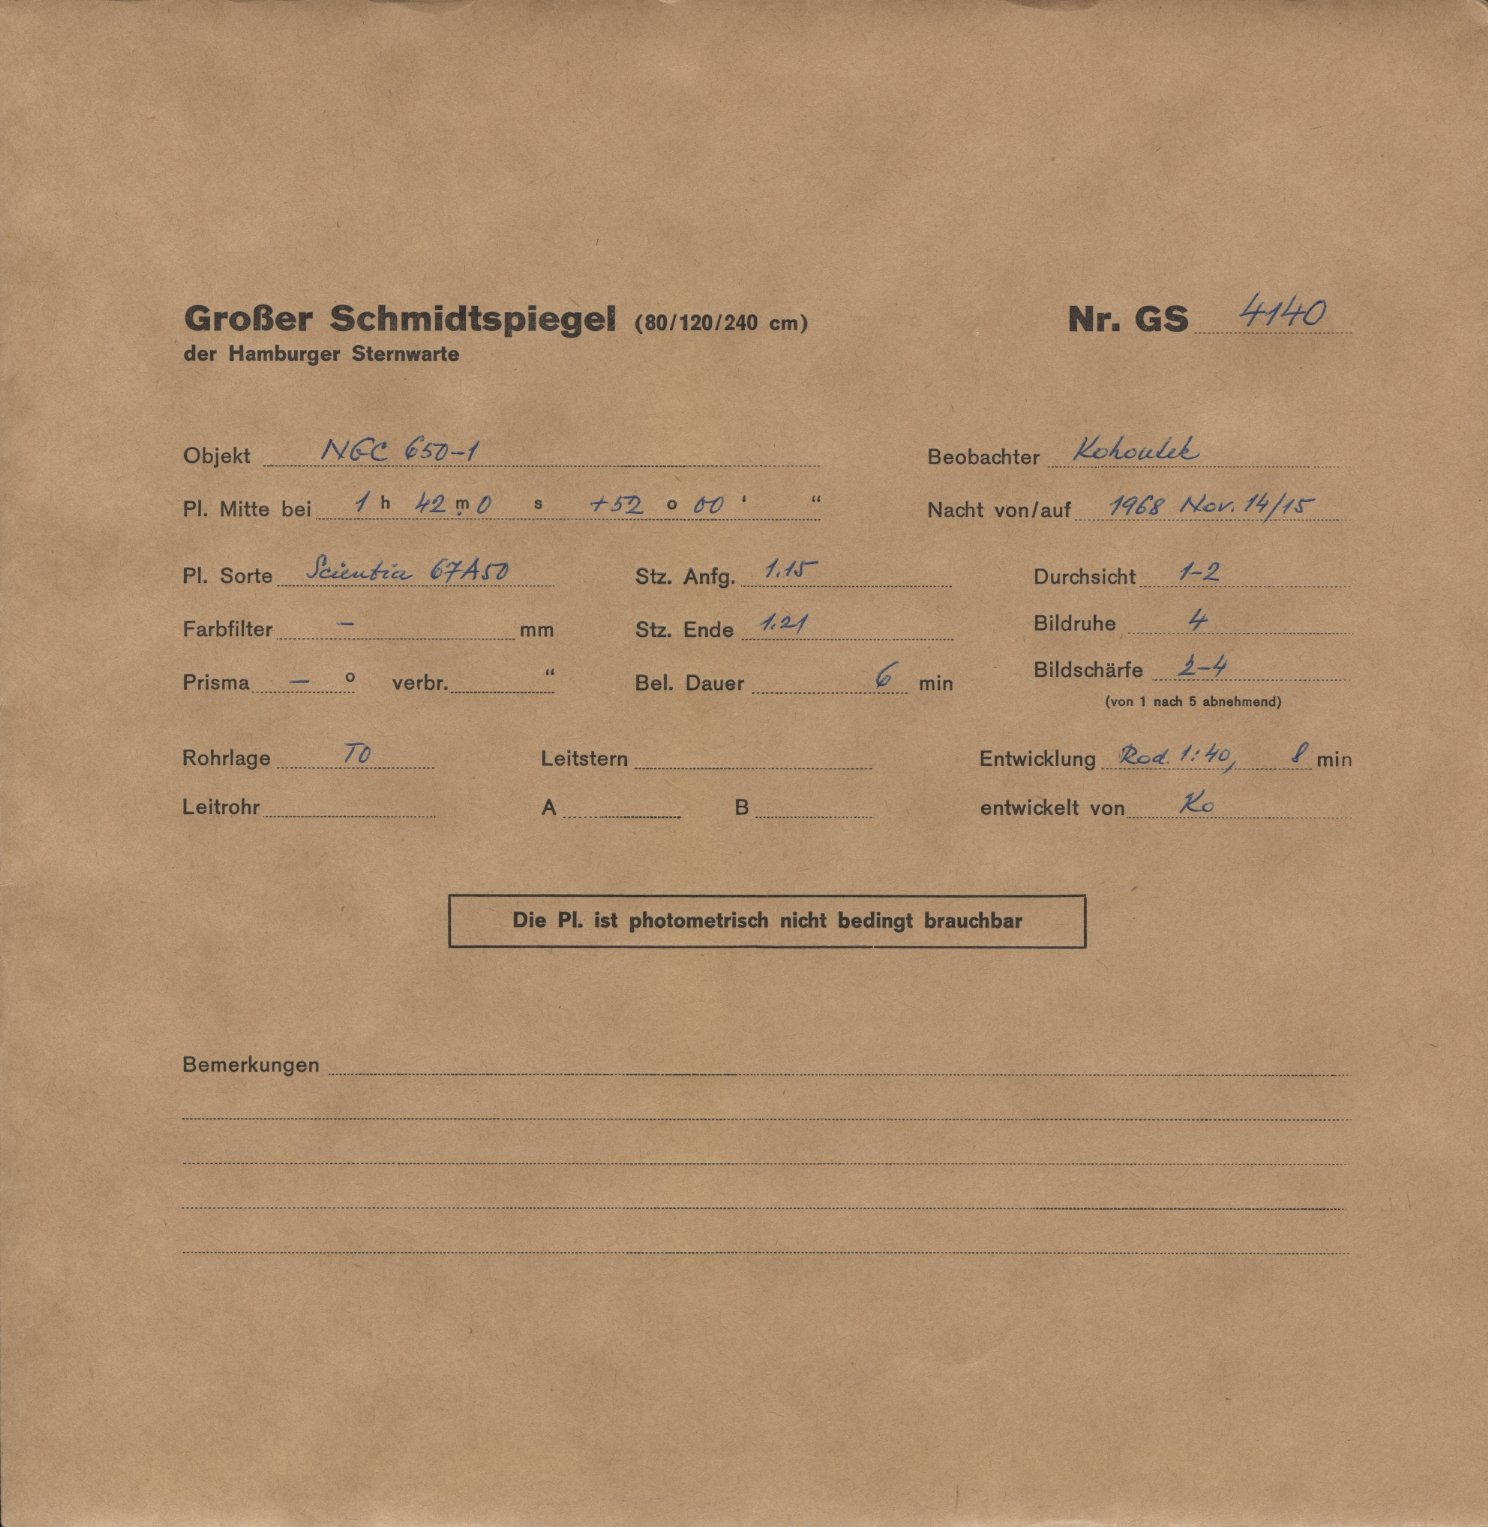 Großer Schmidtspiegel (80/120/240 cm) Nr. GS 4140
der Hamburger Sternwarte
Objekt NGC 650-1 Beobachter Kohoutek
Pl. Mitte bei 1 h 42 m 0 s +52 o 00 ' “ Nacht von/auf 1968 Nov. 14/15
Pl. Sorte Scientia 67A50 Stz. Anfg. 1.15 Durchsicht 1-2
Farbfilter – mm Stz. Ende 1.21 Bildruhe 4
Prisma – o verbr. “ Bel. Dauer 6 min Bildschärfe 2-4
(von 1 nach 5 abnehmend)
Rohrlage TO Leitstern Entwicklung Rod. 1:40, 8 min
Leitrohr A B entwickelt von Ko
Die Pl. ist photometrisch nicht bedingt brauchbar
Bemerkungen